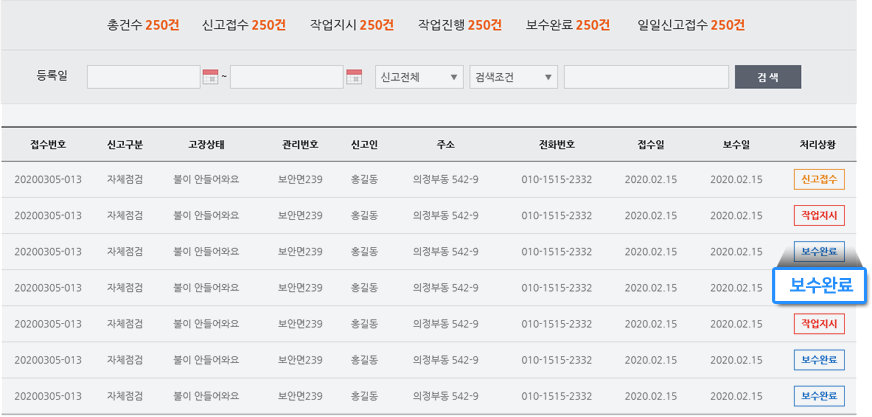 총건수 250건 신고접수 250건 작업지시 250건 작업진행 250건 보수완료 250건 일일신고접수 250건
등록일 ~ 신고전체 ▼ 검색조건 ▼ 검 색
접수번호 신고구분 고장상태 관리번호 신고인 주소 전화번호 접수일 보수일 처리상황
20200305-013 자체점검 불이 안들어와요 보안면239 홍길동 의정부동 542-9 010-1515-2332 2020.02.15 2020.02.15 신고접수
20200305-013 자체점검 불이 안들어와요 보안면239 홍길동 의정부동 542-9 010-1515-2332 2020.02.15 2020.02.15 작업지시
20200305-013 자체점검 불이 안들어와요 보안면239 홍길동 의정부동 542-9 010-1515-2332 2020.02.15 2020.02.15 보수완료
20200305-013 자체점검 불이 안들어와요 보안면239 홍길동 의정부동 542-9 010-1515-2332 2020.02.15 2020.02.15 보수완료
20200305-013 자체점검 불이 안들어와요 보안면239 홍길동 의정부동 542-9 010-1515-2332 2020.02.15 2020.02.15 작업지시
20200305-013 자체점검 불이 안들어와요 보안면239 홍길동 의정부동 542-9 010-1515-2332 2020.02.15 2020.02.15 보수완료
20200305-013 자체점검 불이 안들어와요 보안면239 홍길동 의정부동 542-9 010-1515-2332 2020.02.15 2020.02.15 보수완료